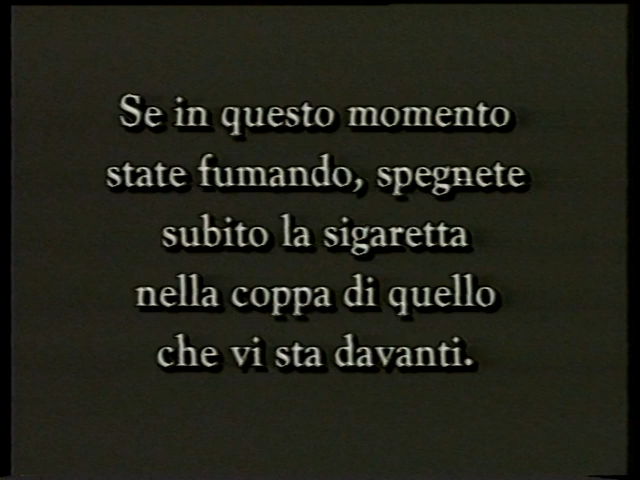 Se in questo momento
state fumando, spegnete
subito la sigaretta
nella coppa di quello
che vi sta davanti.